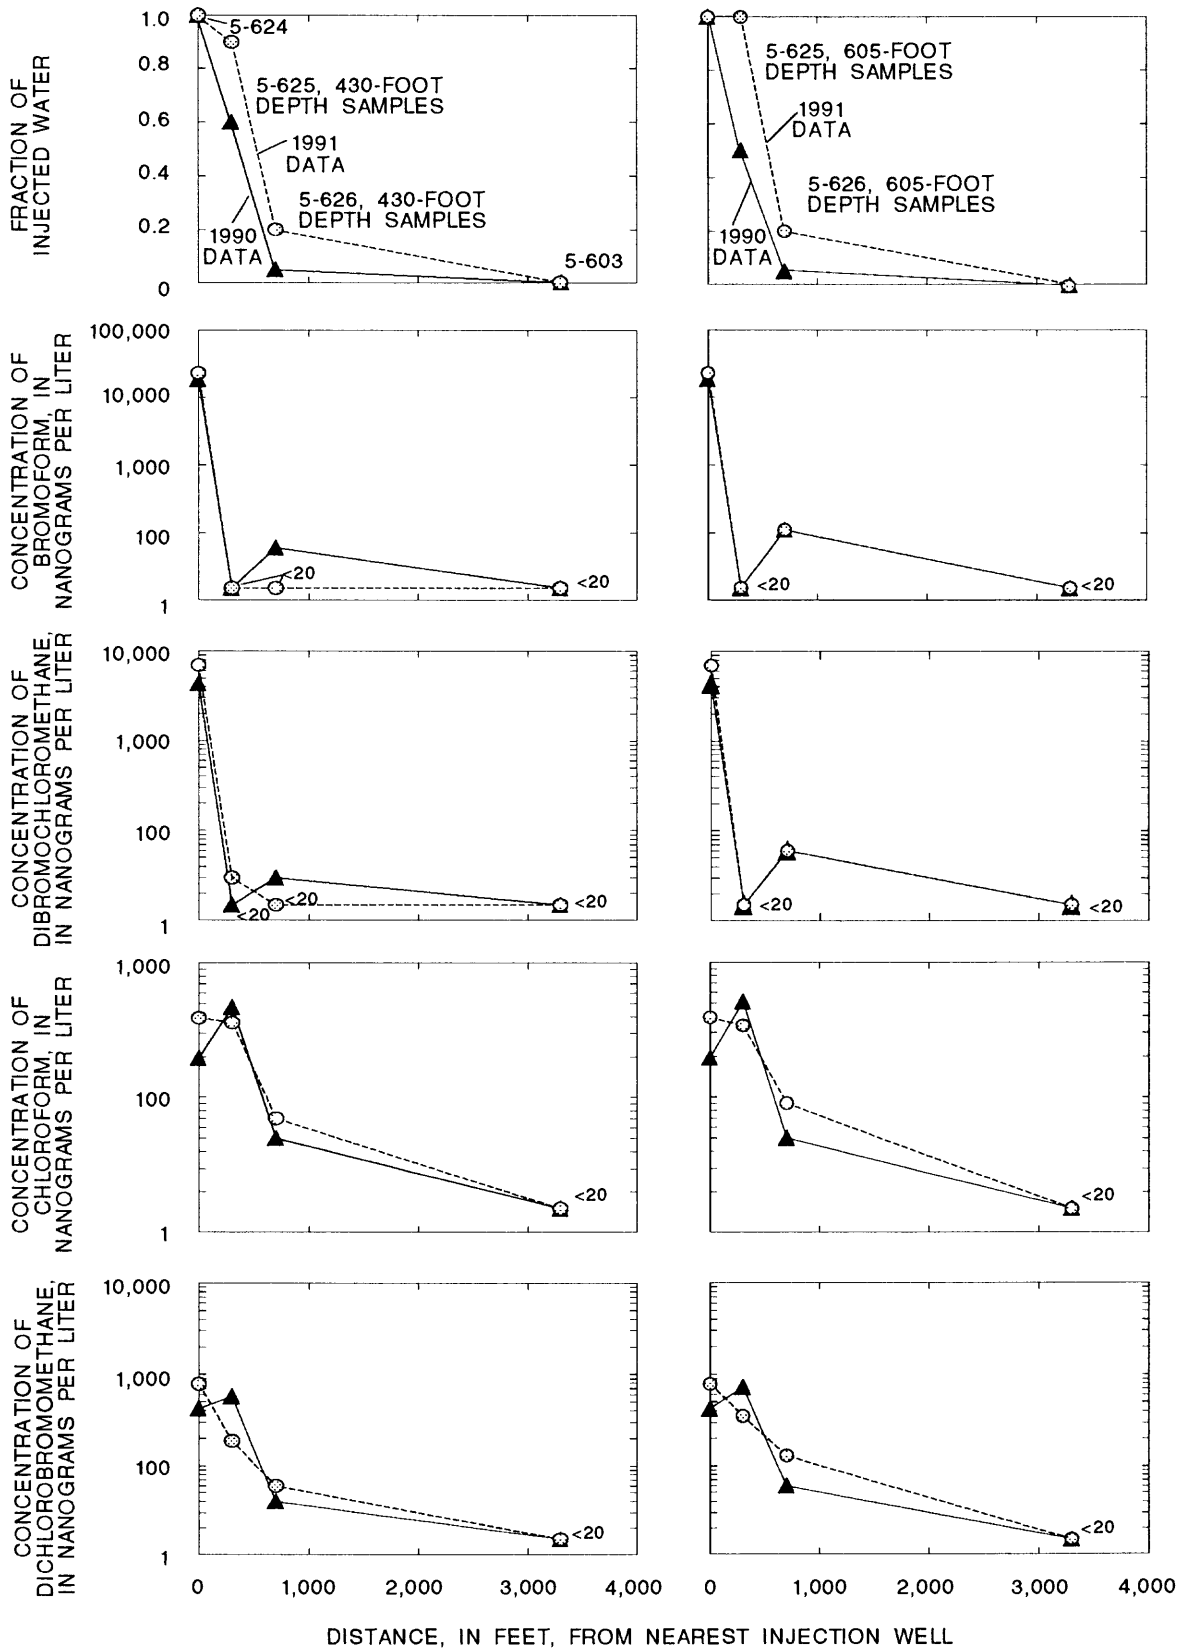 FRACTION OF
INJECTED WATER
1.0
0.8
0.6
0.4
0.2
0
5-624
5-625, 430-FOOT
DEPTH SAMPLES
1991
DATA
5-626, 430-FOOT
DEPTH SAMPLES
1990
DATA
5-603
5-625, 605-FOOT
DEPTH SAMPLES
1991
DATA
5-626, 605-FOOT
DEPTH SAMPLES
1990
DATA
CONCENTRATION OF
BROMOFORM, IN
NANOGRAMS PER LITER
100,000
10,000
1,000
100
1
<20
<20
<20
<20
CONCENTRATION OF
DIBROMOCHLOROMETHANE,
IN NANOGRAMS PER LITER
10,000
1,000
100
1
<20
<20
<20
<20
<20
CONCENTRATION OF
CHLOROFORM, IN
NANOGRAMS PER LITER
1,000
100
1
<20
<20
CONCENTRATION OF
DICHLOROBROMOMETHANE,
IN NANOGRAMS PER LITER
10,000
1,000
100
1
<20
<20
0 1,000 2,000 3,000 4,000
0 1,000 2,000 3,000 4,000
DISTANCE, IN FEET, FROM NEAREST INJECTION WELL